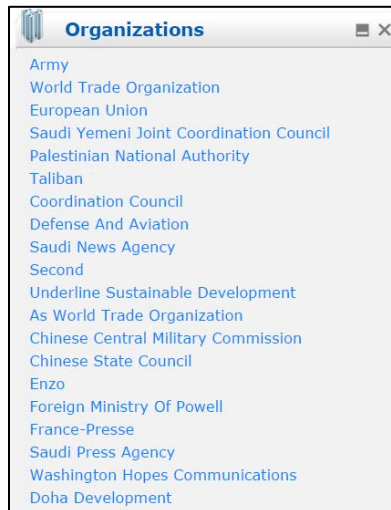 Organizations
Army
World Trade Organization
European Union
Saudi Yemeni Joint Coordination Council
Palestinian National Authority
Taliban
Coordination Council
Defense And Aviation
Saudi News Agency
Second
Underline Sustainable Development
As World Trade Organization
Chinese Central Military Commission
Chinese State Council
Enzo
Foreign Ministry Of Powell
France-Presse
Saudi Press Agency
Washington Hopes Communications
Doha Development